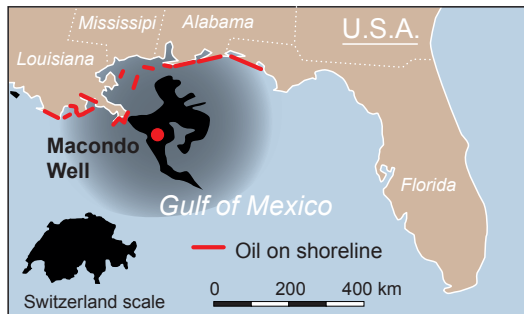 Mississipi
Alabama
U.S.A.
Louisiana
Macondo
Well
Florida
Gulf of Mexico
Oil on shoreline
Switzerland scale
0 200 400 km